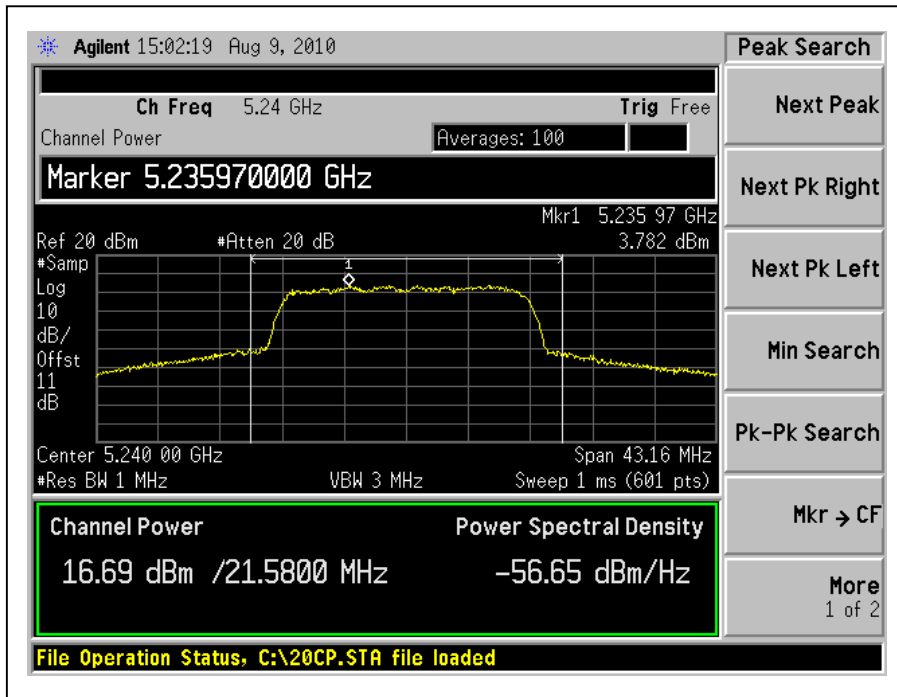 Agilent 15:02:19 Aug 9, 2010
Peak Search
Ch Freq 5.24 GHz Trig Free
Channel Power Averages: 100
Marker 5.235970000 GHz
Mkr1 5.235 97 GHz
Ref 20 dBm #Atten 20 dB 3.782 dBm
#Samp
Log
10
dB/
Offst
11
dB
1
Center 5.240 00 GHz Span 43.16 MHz
#Res BW 1 MHz VBW 3 MHz Sweep 1 ms (601 pts)
Channel Power Power Spectral Density
16.69 dBm /21.5800 MHz -56.65 dBm/Hz
File Operation Status, C:\20CP.STA file loaded
Next Peak
Next Pk Right
Next Pk Left
Min Search
Pk-Pk Search
Mkr → CF
More
1 of 2